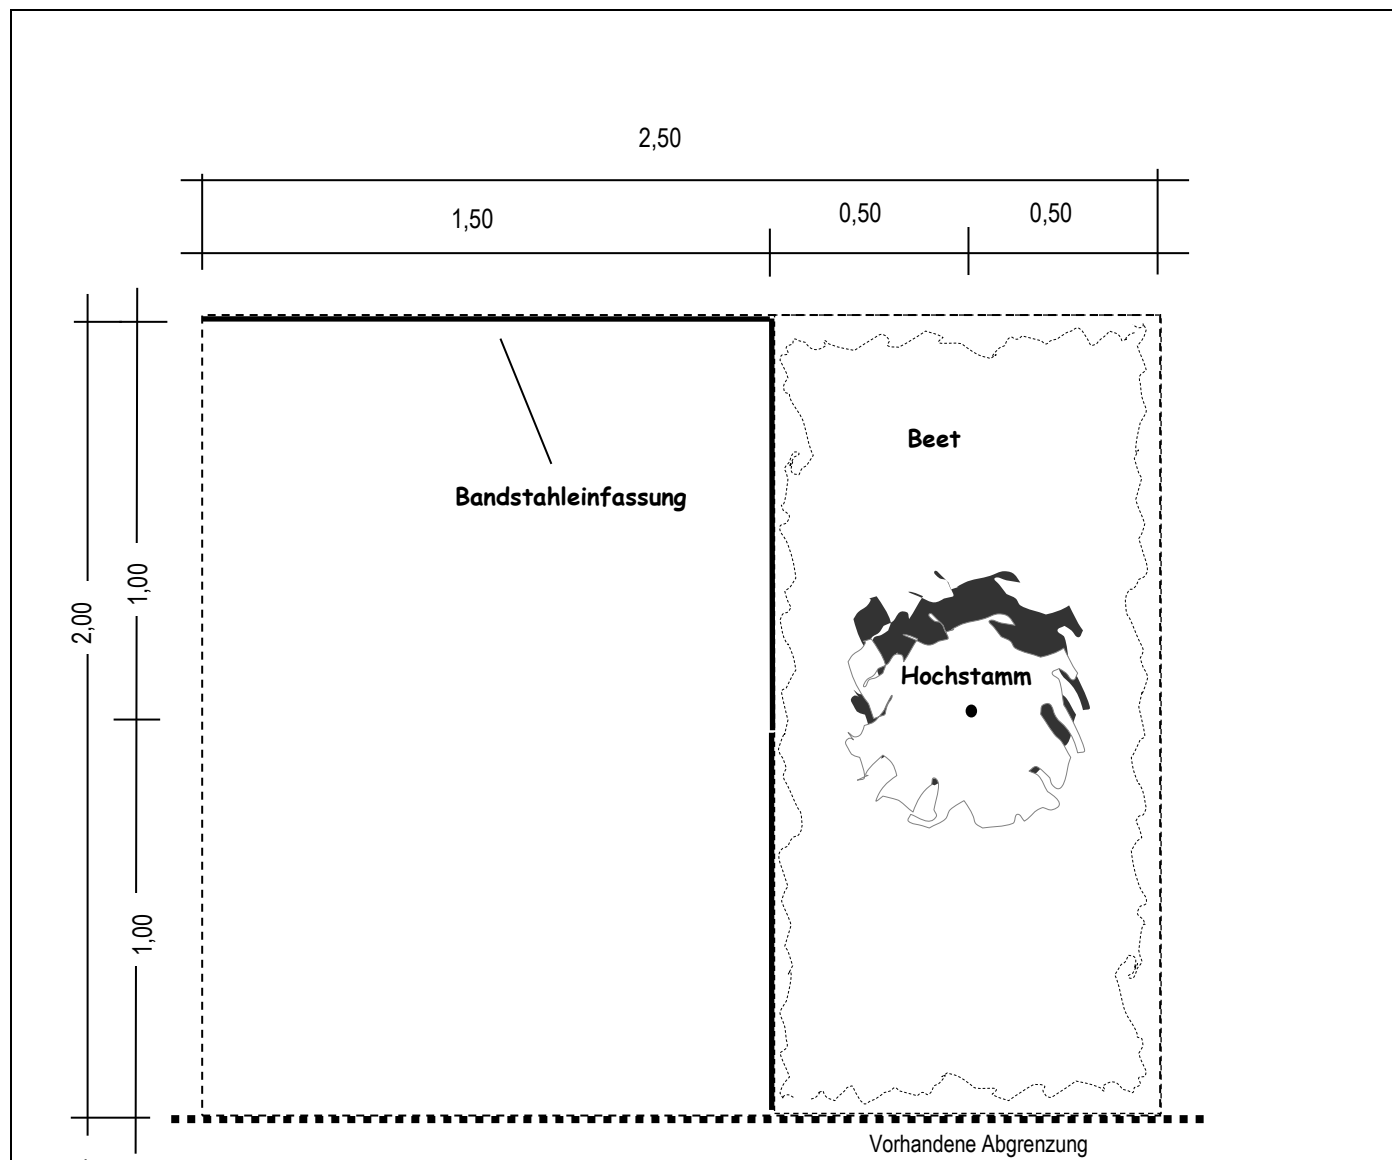 2,50
1,50
0,50
0,50
Beet
Bandstahleinfassung
1,00
2,00
Hochstamm
1,00
Vorhandene Abgrenzung